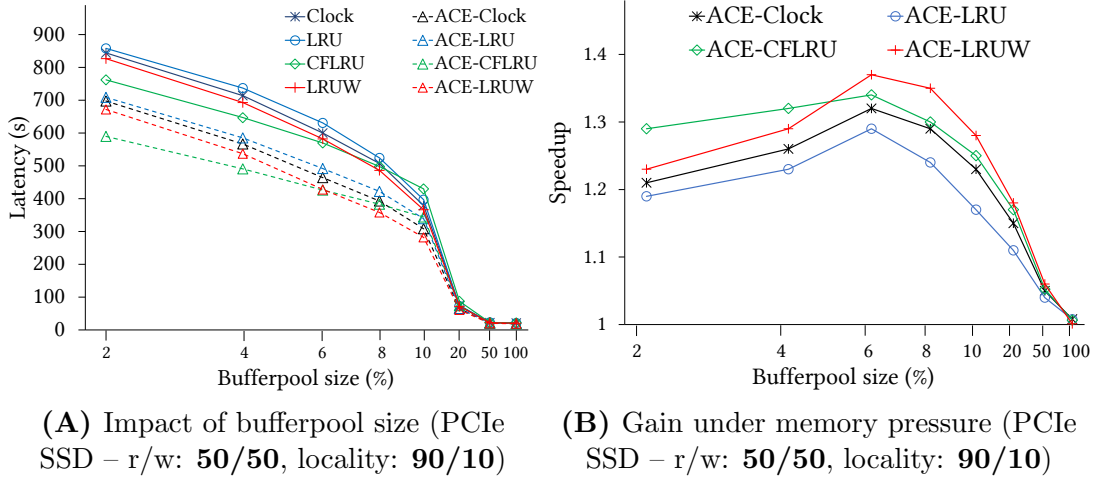 Clock
ACE-Clock
LRU
ACE-LRU
CFLRU
ACE-CFLRU
LRUW
ACE-LRUW
900
800
700
600
500
400
300
200
100
0
Latency (s)
2 4 6 8 10 20 50 100
Bufferpool size (%)
ACE-Clock
ACE-LRU
ACE-CFLRU
ACE-LRUW
1.4
1.3
1.2
1.1
1
Speedup
2 4 6 8 10 20 50 100
Bufferpool size (%)
(A) Impact of bufferpool size (PCIe
SSD – r/w: 50/50, locality: 90/10)
(B) Gain under memory pressure (PCIe
SSD – r/w: 50/50, locality: 90/10)